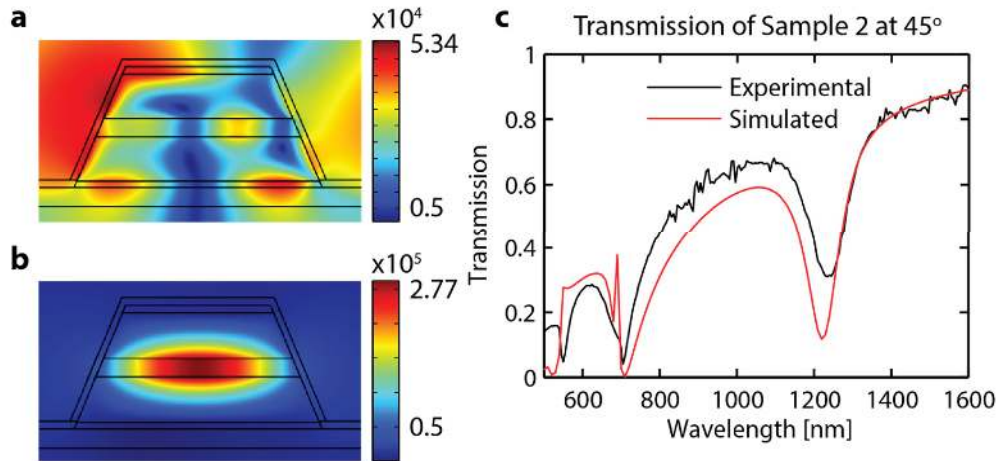 a
x10⁴
5.34
0.5
b
x10⁵
2.77
0.5
c
Transmission of Sample 2 at 45º
1
0.8
0.6
0.4
0.2
0
Transmission
Experimental
Simulated
600 800 1000 1200 1400 1600
Wavelength [nm]